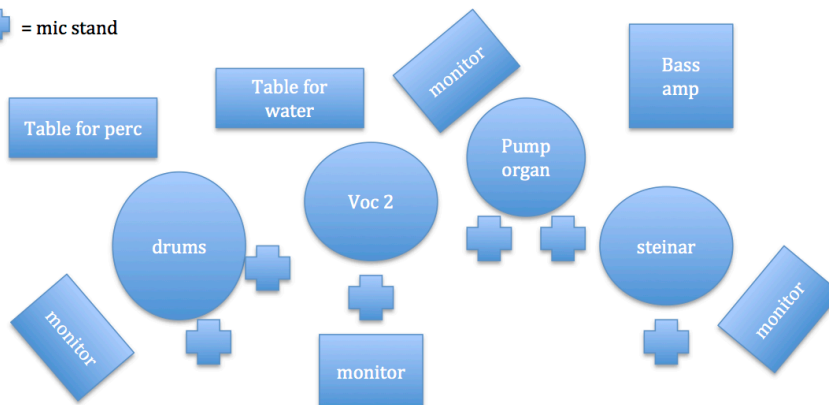 = mic stand
monitor
Bass
amp
Table for
water
Table for perc
Pump
organ
Voc 2
drums
steinar
monitor
monitor
monitor